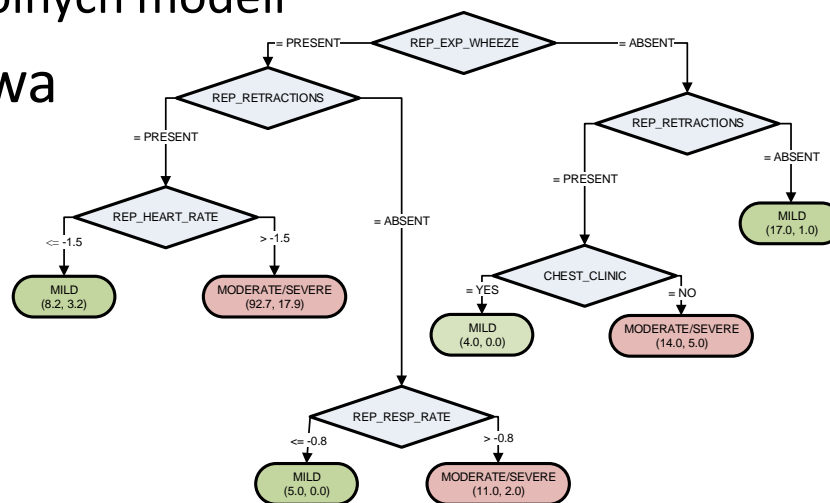 wa
= PRESENT
REP_EXP_WHEEZE
= ABSENT
REP_RETRACTIONS
REP_RETRACTIONS
= PRESENT
= ABSENT
= PRESENT
= ABSENT
REP_HEART_RATE
MILD
(17.0, 1.0)
<= -1.5
> -1.5
CHEST_CLINIC
MILD
(8.2, 3.2)
MODERATE/SEVERE
(92.7, 17.9)
= YES
= NO
MILD
(4.0, 0.0)
MODERATE/SEVERE
(14.0, 5.0)
REP_RESP_RATE
<= -0.8
> -0.8
MILD
(5.0, 0.0)
MODERATE/SEVERE
(11.0, 2.0)